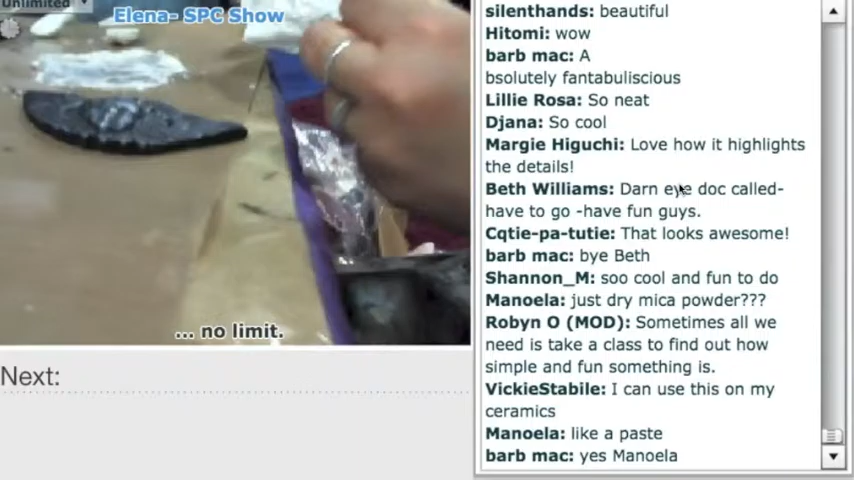 Unlimited
Elena- SPC Show
... no limit.
Next:
silenthands: beautiful
Hitomi: wow
barb mac: A
bsolutely fantabuliscious
Lillie Rosa: So neat
Djana: So cool
Margie Higuchi: Love how it highlights
the details!
Beth Williams: Darn eye doc called-
have to go -have fun guys.
Cqtie-pa-tutie: That looks awesome!
barb mac: bye Beth
Shannon_M: soo cool and fun to do
Manoela: just dry mica powder???
Robyn O (MOD): Sometimes all we
need is take a class to find out how
simple and fun something is.
VickieStabile: I can use this on my
ceramics
Manoela: like a paste
barb mac: yes Manoela